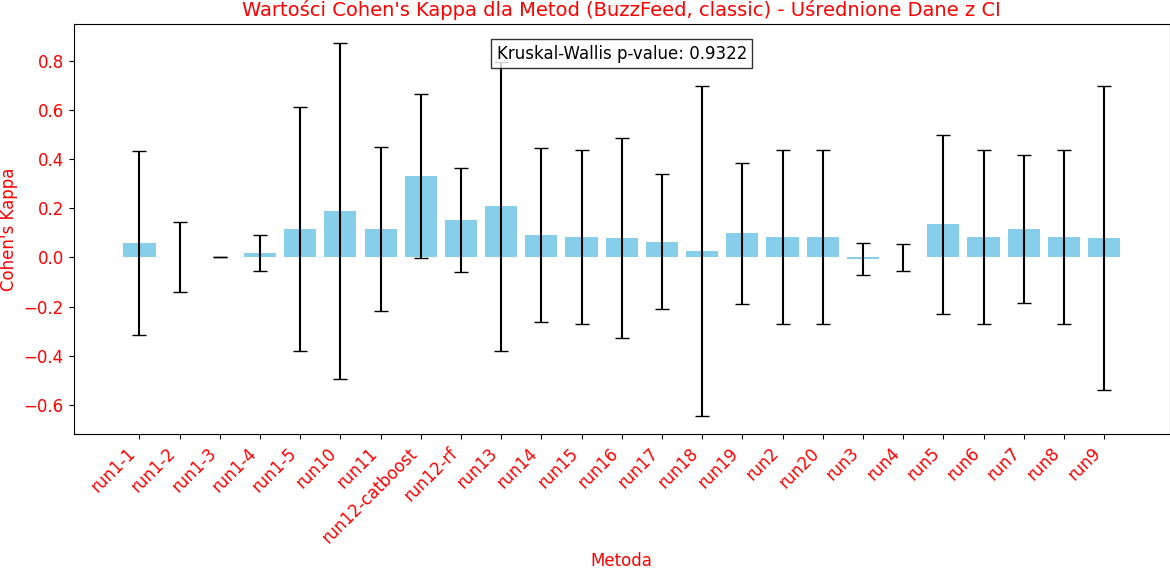 Wartości Cohen's Kappa dla Metod (BuzzFeed, classic) - Uśrednione Dane z CI
Kruskal-Wallis p-value: 0.9322
Cohen's Kappa
0.8
0.6
0.4
0.2
0.0
−0.2
−0.4
−0.6
run1-1
run1-2
run1-3
run1-4
run1-5
run10
run11
run12-catboost
run12-rf
run13
run14
run15
run16
run17
run18
run19
run2
run20
run3
run4
run5
run6
run7
run8
run9
Metoda